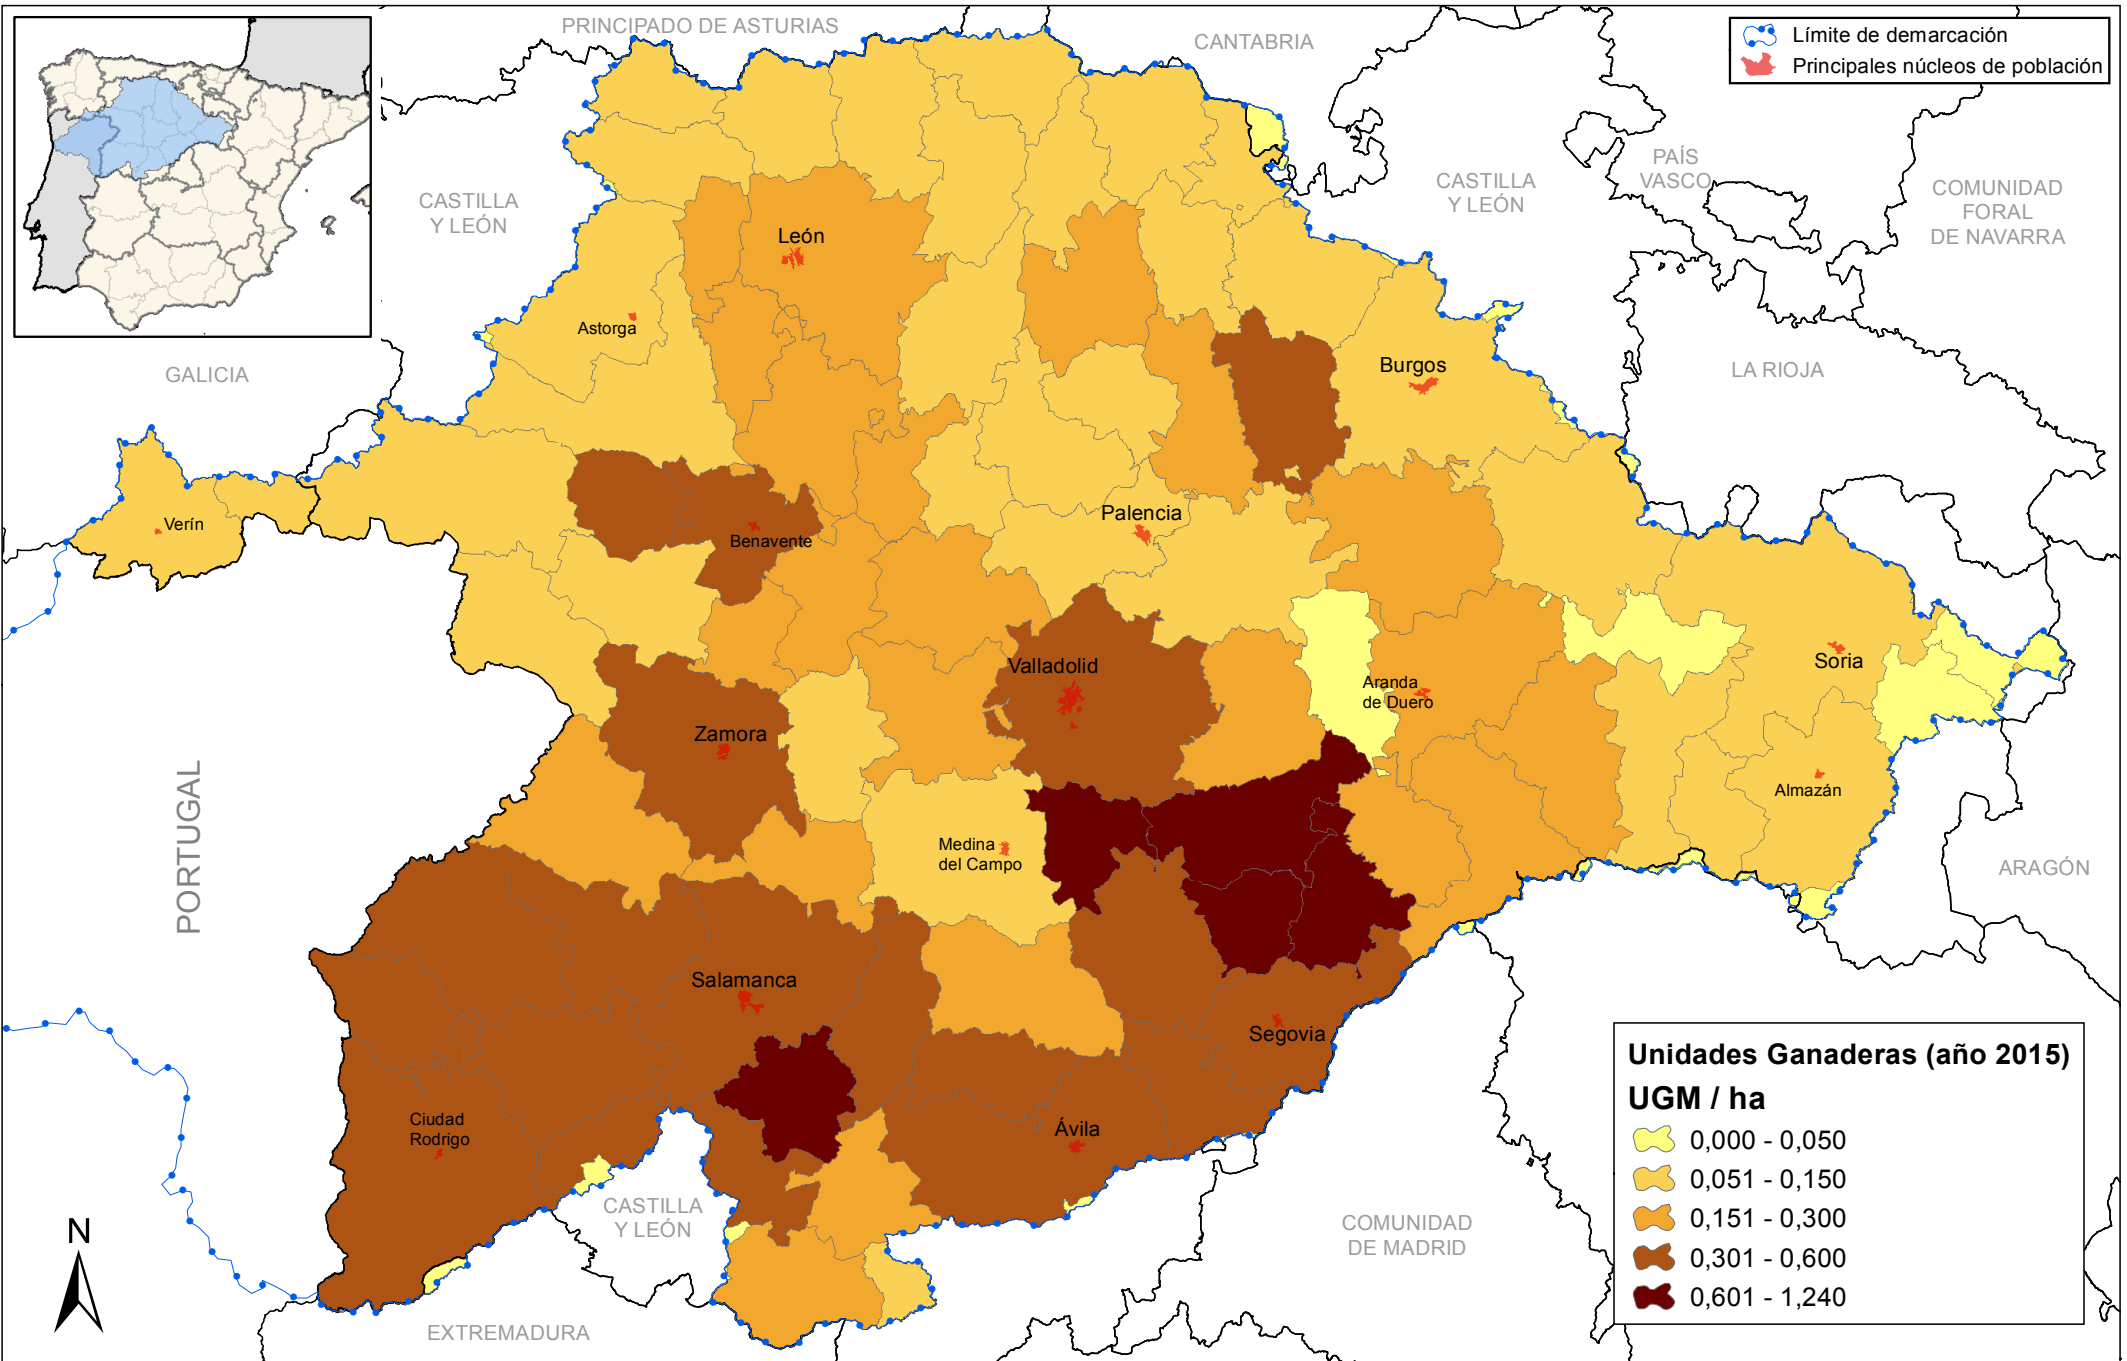 PRINCIPADO DE ASTURIAS
CANTABRIA
Límite de demarcación
Principales núcleos de población
CASTILLA
Y LEÓN
CASTILLA
Y LEÓN
PAÍS
VASCO
COMUNIDAD
FORAL
DE NAVARRA
León
Astorga
GALICIA
Burgos
LA RIOJA
Verín
Benavente
Palencia
Valladolid
Aranda
de Duero
Soria
Zamora
Almazán
PORTUGAL
Medina
del Campo
ARAGÓN
Salamanca
Segovia
Ciudad
Rodrigo
Ávila
CASTILLA
Y LEÓN
COMUNIDAD
DE MADRID
EXTREMADURA
N
Unidades Ganaderas (año 2015)
UGM / ha
0,000 - 0,050
0,051 - 0,150
0,151 - 0,300
0,301 - 0,600
0,601 - 1,240